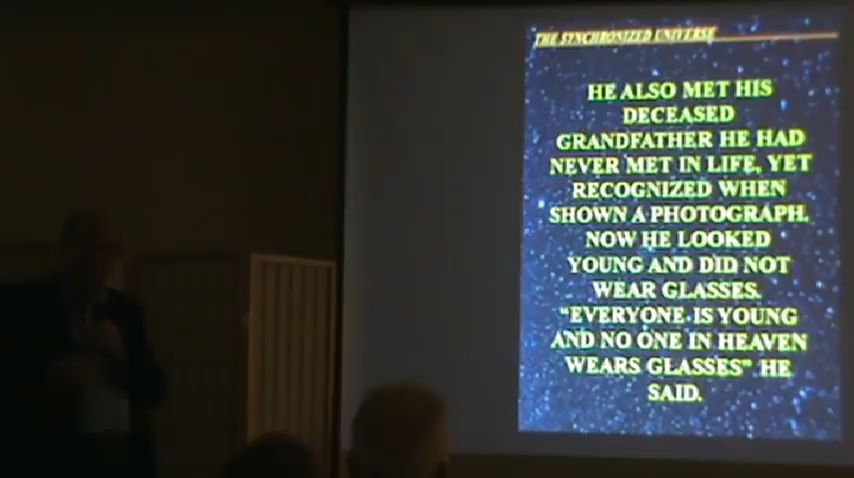 THE SYNCHRONIZED UNIVERSE
HE ALSO MET HIS
DECEASED
GRANDFATHER HE HAD
NEVER MET IN LIFE, YET
RECOGNIZED WHEN
SHOWN A PHOTOGRAPH.
NOW HE LOOKED
YOUNG AND DID NOT
WEAR GLASSES.
"EVERYONE IS YOUNG
AND NO ONE IN HEAVEN
WEARS GLASSES" HE
SAID.